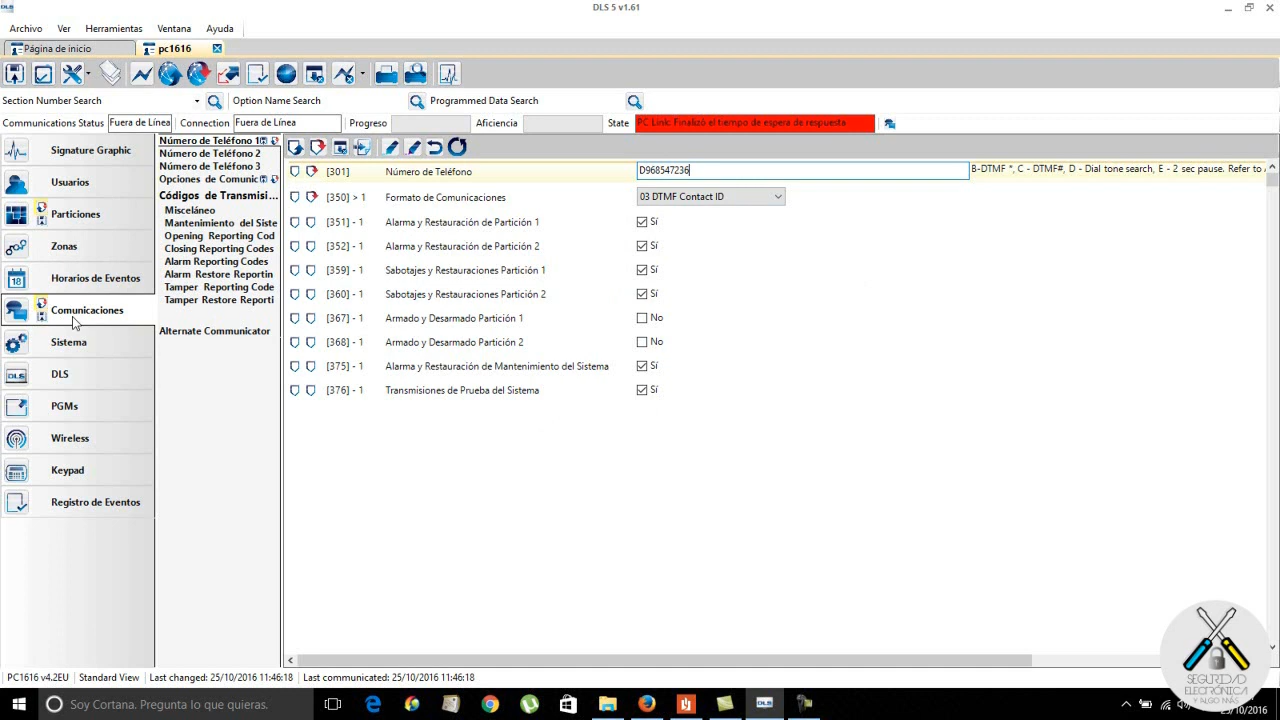 DLS 5 v1.61
Archivo Ver Herramientas Ventana Ayuda
Página de inicio pc1616
Section Number Search Option Name Search Programmed Data Search
Communications Status Fuera de Línea Connection Fuera de Línea Progreso Aficiencia State PC Link: Finalizó el tiempo de espera de respuesta
Signature Graphic
Usuarios
Particiones
Zonas
18 Horarios de Eventos
Comunicaciones
Sistema
DLS DLS
PGMs
Wireless
Keypad
Registro de Eventos
Número de Teléfono 1
Número de Teléfono 2
Número de Teléfono 3
Opciones de Comunic
Códigos de Transmisi...
Misceláneo
Mantenimiento del Siste
Opening Reporting Cod
Closing Reporting Codes
Alarm Reporting Codes
Alarm Restore Reportin
Tamper Reporting Code
Tamper Restore Reporti
Alternate Communicator
[301] Número de Teléfono D968547236 B-DTMF *, C - DTMF#, D - Dial tone search, E - 2 sec pause. Refer to
[350] > 1 Formato de Comunicaciones 03 DTMF Contact ID
[351] - 1 Alarma y Restauración de Partición 1 Sí
[352] - 1 Alarma y Restauración de Partición 2 Sí
[359] - 1 Sabotajes y Restauraciones Partición 1 Sí
[360] - 1 Sabotajes y Restauraciones Partición 2 Sí
[367] - 1 Armado y Desarmado Partición 1 No
[368] - 1 Armado y Desarmado Partición 2 No
[375] - 1 Alarma y Restauración de Mantenimiento del Sistema Sí
[376] - 1 Transmisiones de Prueba del Sistema Sí
SEGURIDAD
ELECTRÓNICA
Y ALGO MÁS
PC1616 v4.2EU Standard View Last changed: 25/10/2016 11:46:18 Last communicated: 25/10/2016 11:46:18
Soy Cortana. Pregunta lo que quieras. DLS
25/10/2016